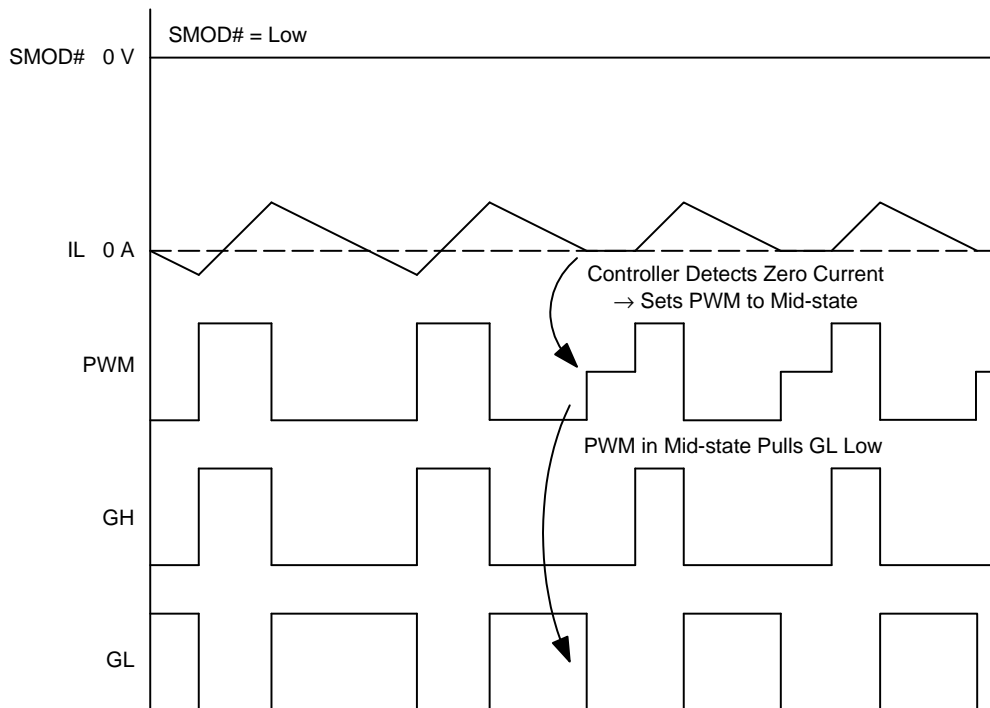 SMOD# = Low
SMOD# 0 V
IL 0 A
Controller Detects Zero Current
→ Sets PWM to Mid-state
PWM
PWM in Mid-state Pulls GL Low
GH
GL